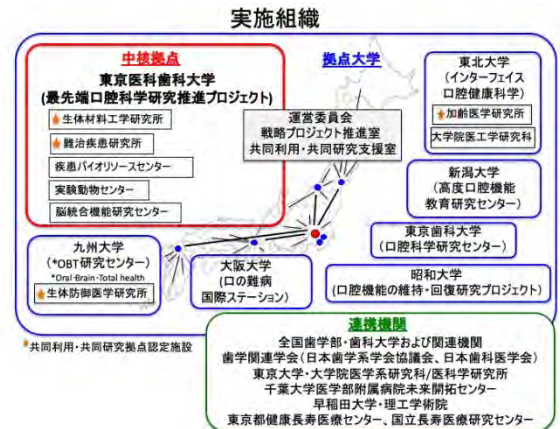 実施組織
中核拠点
東京医科歯科大学
(最先端口腔科学研究推進プロジェクト)
生体材料工学研究所
難治疾患研究所
疾患バイオリソースセンター
実験動物センター
脳統合機能研究センター
拠点大学
運営委員会
戦略プロジェクト推進室
共同利用・共同研究支援室
東北大学
(インターフェイス
口腔健康科学)
加齢医学研究所
大学院医工学研究科
新潟大学
(高度口腔機能
教育研究センター)
東京歯科大学
(口腔科学研究センター)
昭和大学
(口腔機能の維持・回復研究プロジェクト)
九州大学
(*OBT研究センター)
*Oral-Brain-Total health
生体防御医学研究所
大阪大学
(口の難病
国際ステーション)
共同利用・共同研究拠点認定施設
連携機関
全国歯学部・歯科大学および関連機関
歯学関連学会(日本歯学系学会協議会、日本歯科医学会)
東京大学・大学院医学系研究科/医科学研究所
千葉大学医学部附属病院未来開拓センター
早稲田大学・理工学術院
東京都健康長寿医療センター、国立長寿医療研究センター